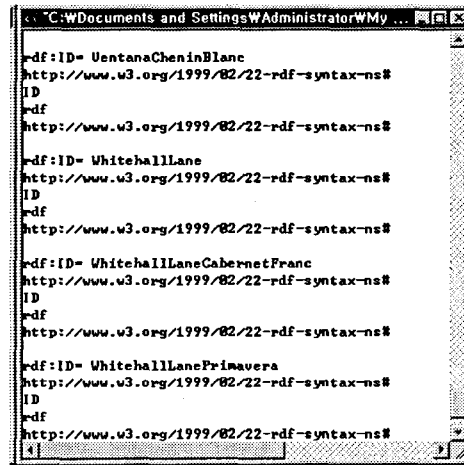 "C:₩Documents and Settings₩Administrator₩My ...
rdf:ID= VentanaCheninBlanc
http://www.w3.org/1999/02/22-rdf-syntax-ns#
ID
rdf
http://www.w3.org/1999/02/22-rdf-syntax-ns#
rdf:ID= WhitehallLane
http://www.w3.org/1999/02/22-rdf-syntax-ns#
ID
rdf
http://www.w3.org/1999/02/22-rdf-syntax-ns#
rdf:ID= WhitehallLaneCabernetFranc
http://www.w3.org/1999/02/22-rdf-syntax-ns#
ID
rdf
http://www.w3.org/1999/02/22-rdf-syntax-ns#
rdf:ID= WhitehallLanePrimavera
http://www.w3.org/1999/02/22-rdf-syntax-ns#
ID
rdf
http://www.w3.org/1999/02/22-rdf-syntax-ns#